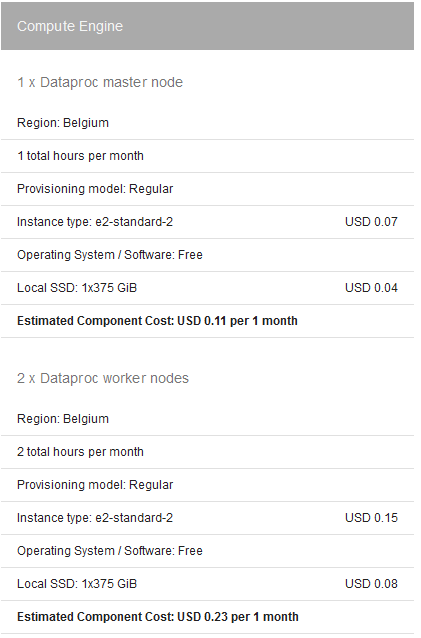 Compute Engine
1 x Dataproc master node
Region: Belgium
1 total hours per month
Provisioning model: Regular
Instance type: e2-standard-2 USD 0.07
Operating System / Software: Free
Local SSD: 1x375 GiB USD 0.04
Estimated Component Cost: USD 0.11 per 1 month
2 x Dataproc worker nodes
Region: Belgium
2 total hours per month
Provisioning model: Regular
Instance type: e2-standard-2 USD 0.15
Operating System / Software: Free
Local SSD: 1x375 GiB USD 0.08
Estimated Component Cost: USD 0.23 per 1 month